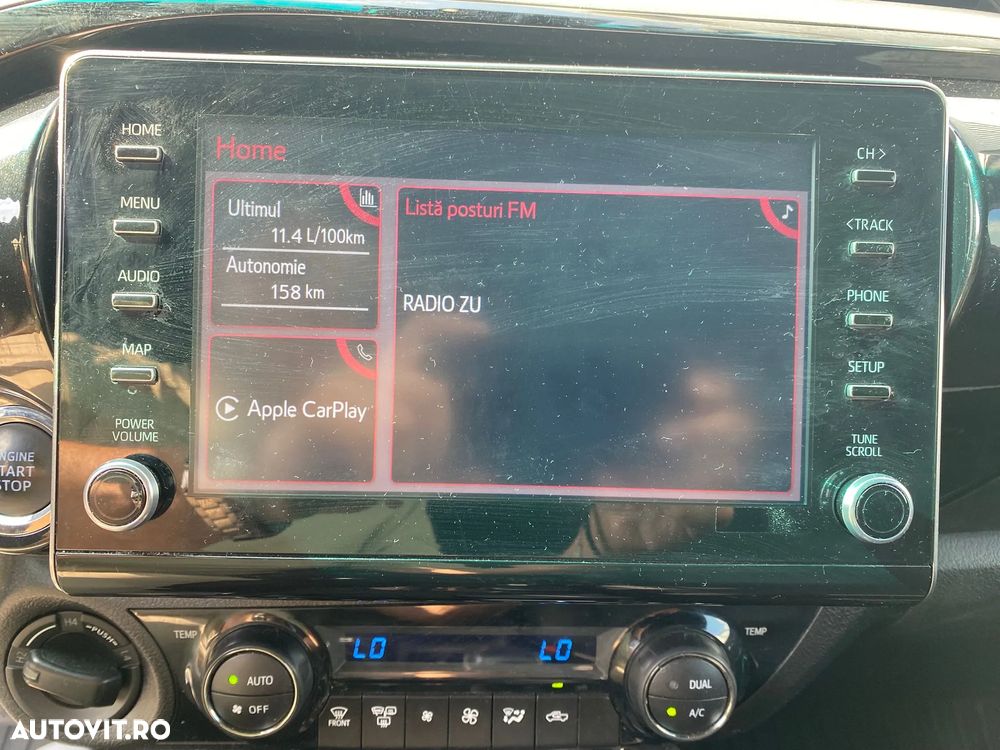 HOME
MENU
AUDIO
MAP
POWER
VOLUME
Home
Ultimul
11.4 L/100km
Autonomie
158 km
Apple CarPlay
Listă posturi FM
RADIO ZU
CH >
< TRACK
PHONE
SETUP
TUNE
SCROLL
ENGINE
START
STOP
H4
PUSH
TEMP
LO
LO
TEMP
AUTO
OFF
FRONT
DUAL
A/C
AUTOVIT.RO